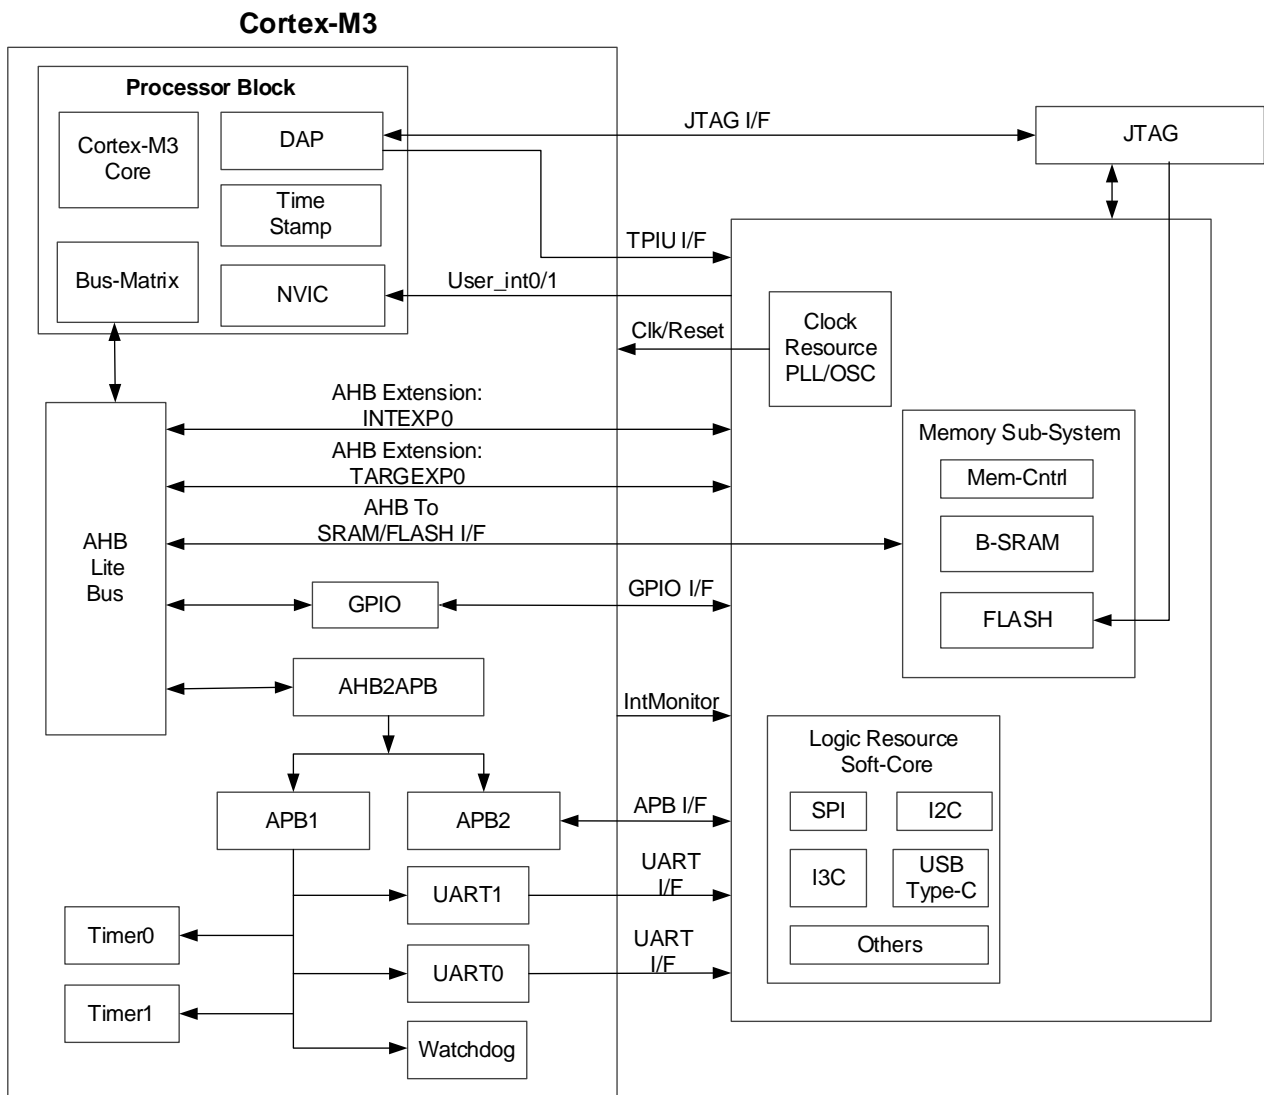 Cortex-M3
Processor Block
Cortex-M3
Core
DAP
Time
Stamp
Bus-Matrix
NVIC
JTAG I/F
JTAG
TPIU I/F
User_int0/1
Clk/Reset
Clock
Resource
PLL/OSC
AHB Extension:
INTEXP0
AHB Extension:
TARGEXP0
AHB To
SRAM/FLASH I/F
AHB
Lite
Bus
GPIO
GPIO I/F
Memory Sub-System
Mem-Cntrl
B-SRAM
FLASH
AHB2APB
IntMonitor
APB1
APB2
APB I/F
Logic Resource
Soft-Core
SPI
I2C
I3C
USB
Type-C
Others
UART1
UART
I/F
Timer0
UART0
UART
I/F
Timer1
Watchdog